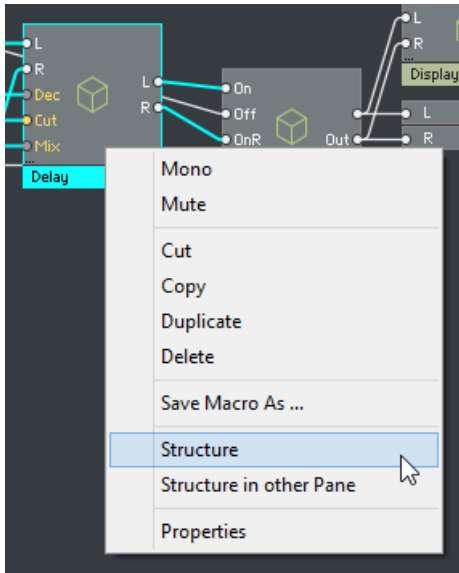 L
R
Dec
Cut
Mix
...
Delay
L
R
On
Off
OnR
Out
L
R
...
Display
L
R
Mono
Mute
Cut
Copy
Duplicate
Delete
Save Macro As ...
Structure
Structure in other Pane
Properties